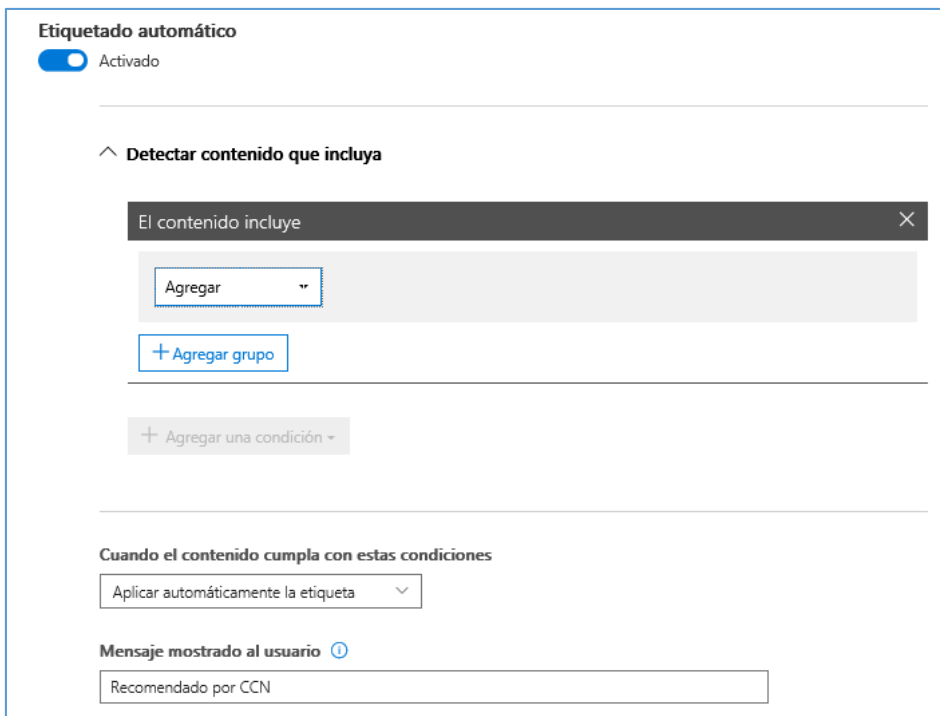 Etiquetado automático
Activado
Detectar contenido que incluya
El contenido incluye
Agregar
Agregar grupo
Agregar una condición
Cuando el contenido cumpla con estas condiciones
Aplicar automáticamente la etiqueta
Mensaje mostrado al usuario
Recomendado por CCN